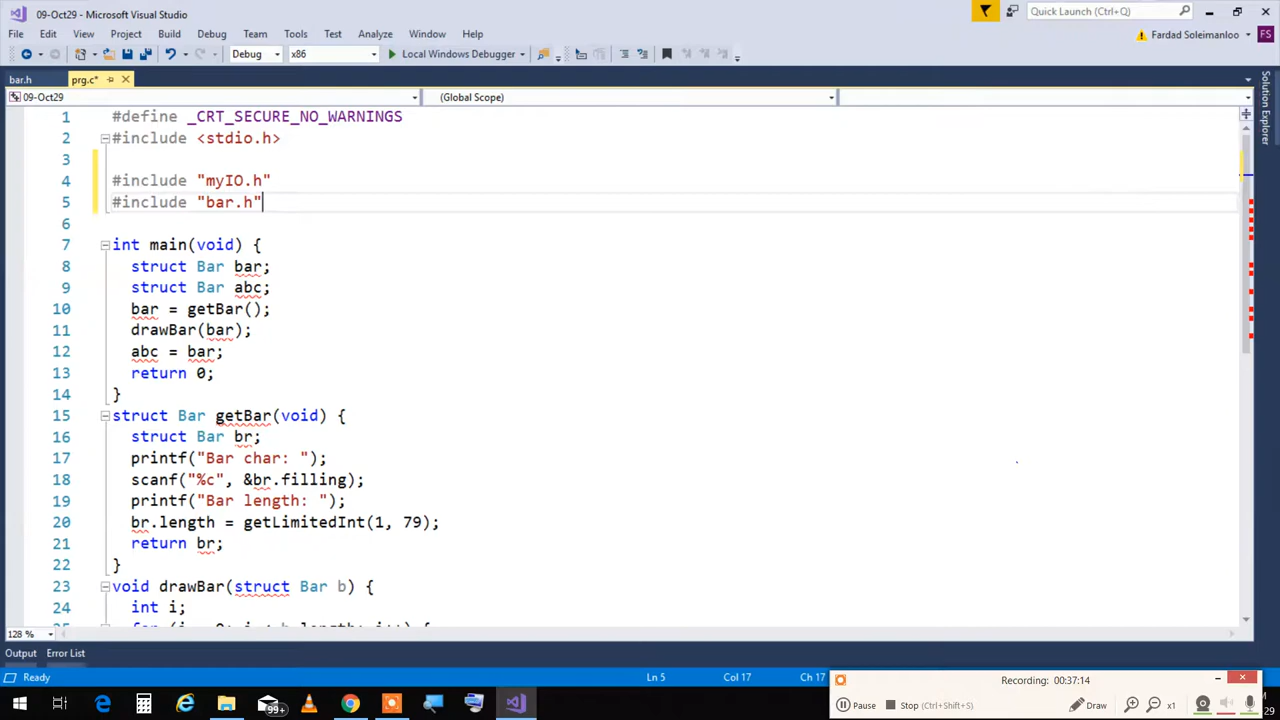 09-Oct29 - Microsoft Visual Studio
Quick Launch (Ctrl+Q)
File Edit View Project Build Debug Team Tools Test Analyze Window Help
Fardad Soleimanloo FS
Debug x86 Local Windows Debugger
bar.h prg.c*
09-Oct29 (Global Scope)
Solution Explorer
1 #define _CRT_SECURE_NO_WARNINGS
2 #include <stdio.h>
3
4 #include "myIO.h"
5 #include "bar.h"
6
7 int main(void) {
8 struct Bar bar;
9 struct Bar abc;
10 bar = getBar();
11 drawBar(bar);
12 abc = bar;
13 return 0;
14 }
15 struct Bar getBar(void) {
16 struct Bar br;
17 printf("Bar char: ");
18 scanf("%c", &br.filling);
19 printf("Bar length: ");
20 br.length = getLimitedInt(1, 79);
21 return br;
22 }
23 void drawBar(struct Bar b) {
24 int i;
128 %
Output Error List
Ready Ln 5 Col 17 Ch 17
Recording: 00:37:14
Pause Stop (Ctrl+Shift+S) Draw x1
99+